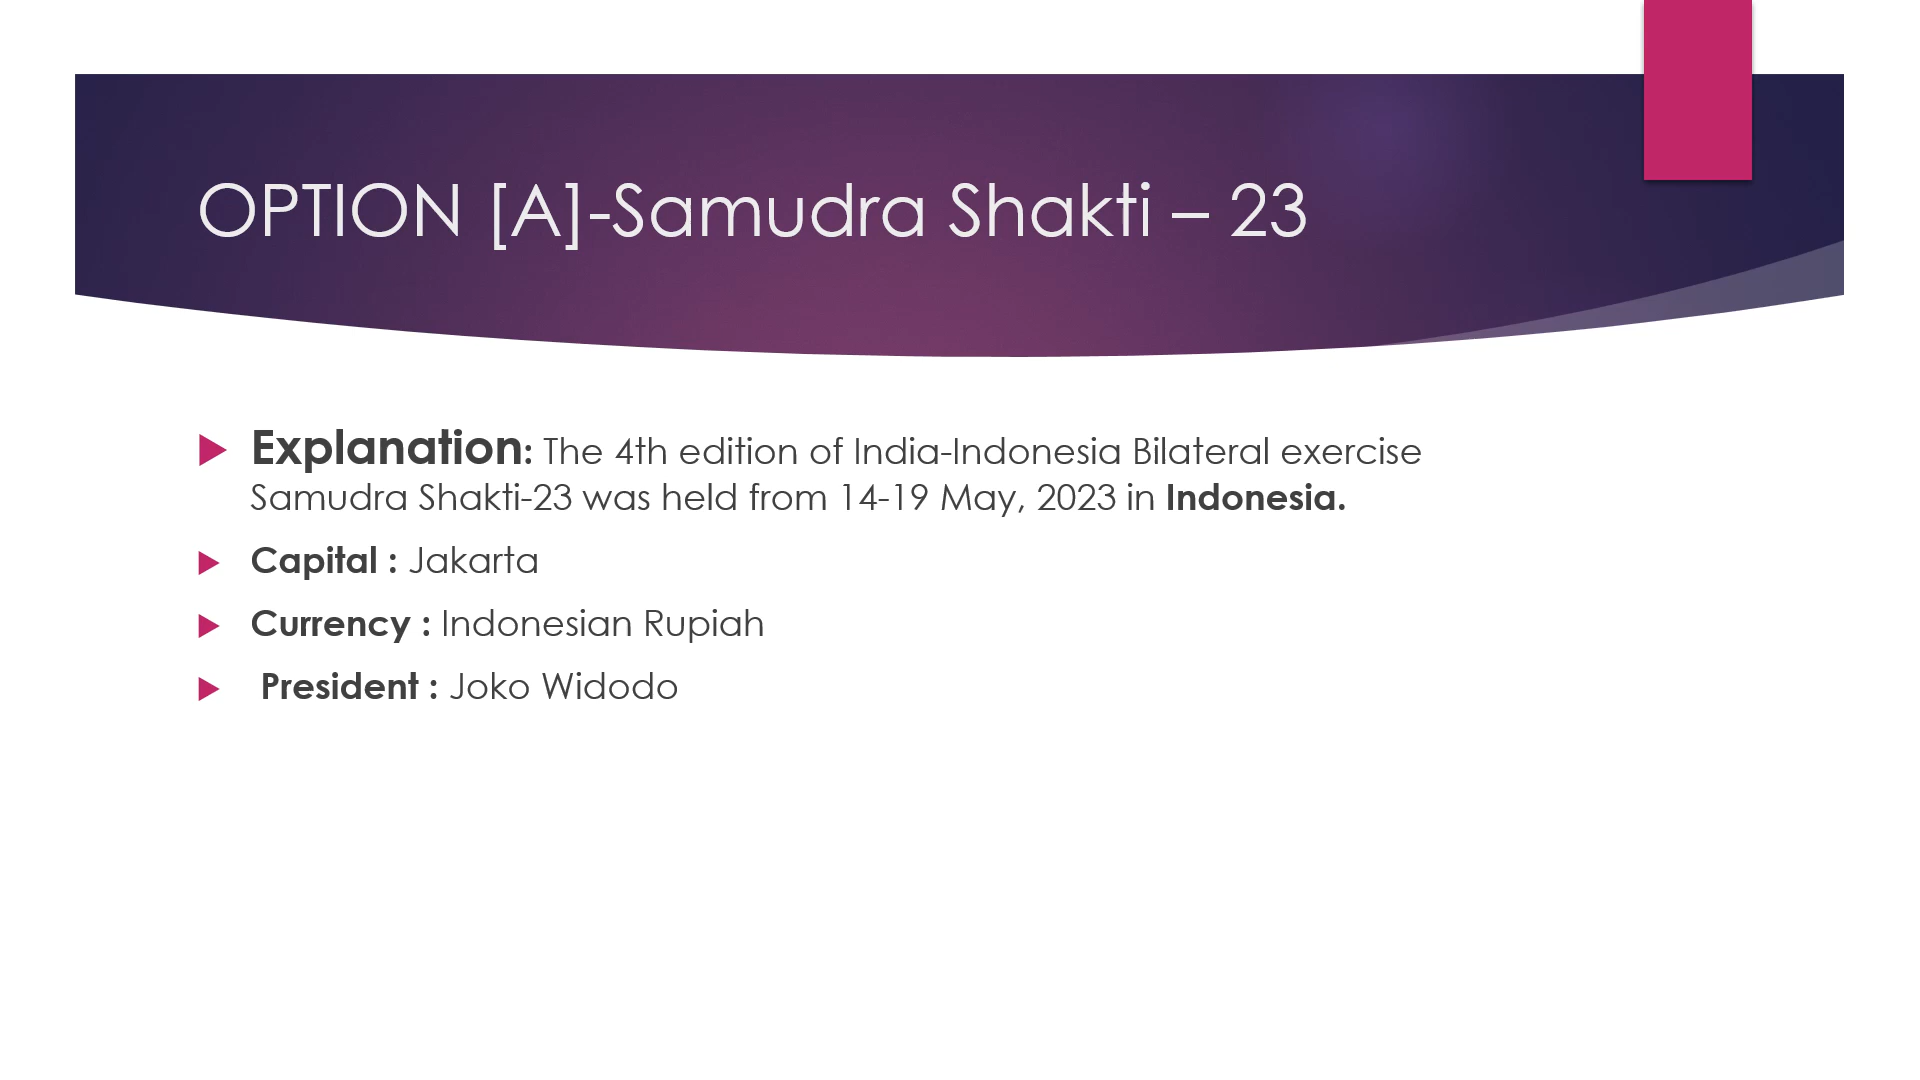 OPTION [A]-Samudra Shakti – 23
Explanation: The 4th edition of India-Indonesia Bilateral exercise
Samudra Shakti-23 was held from 14-19 May, 2023 in Indonesia.
Capital : Jakarta
Currency : Indonesian Rupiah
President : Joko Widodo